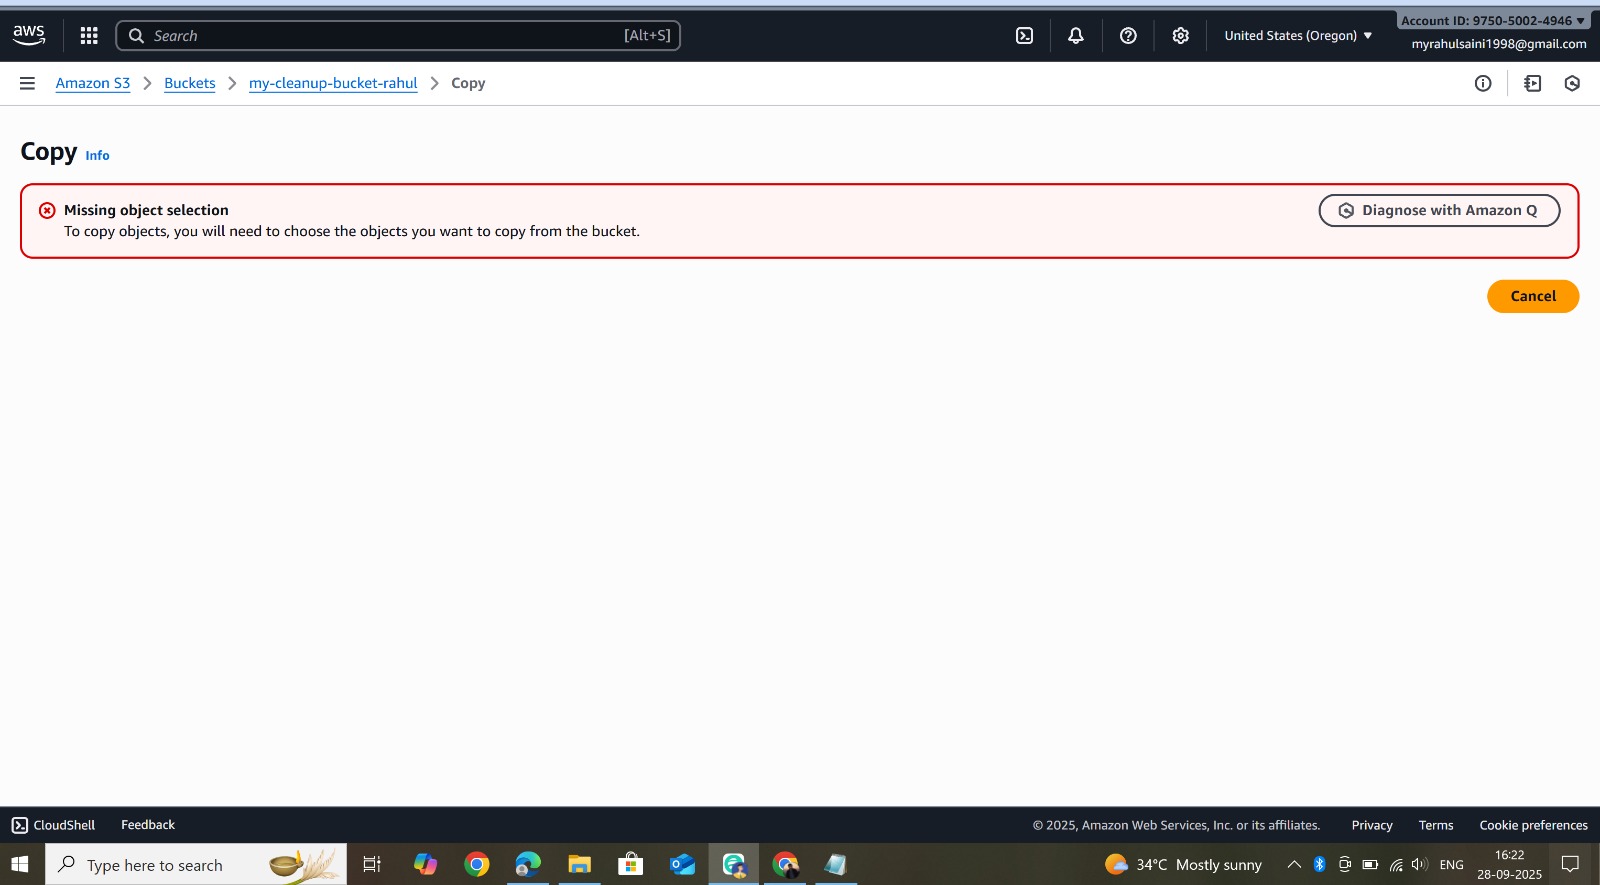 aws
Search
[Alt+S]
United States (Oregon)
Account ID: 9750-5002-4946
myrahulsaini1998@gmail.com
Amazon S3
Buckets
my-cleanup-bucket-rahul
Copy
Copy Info
Missing object selection
To copy objects, you will need to choose the objects you want to copy from the bucket.
Diagnose with Amazon Q
Cancel
CloudShell
Feedback
© 2025, Amazon Web Services, Inc. or its affiliates.
Privacy
Terms
Cookie preferences
Type here to search
34°C Mostly sunny
ENG
16:22
28-09-2025